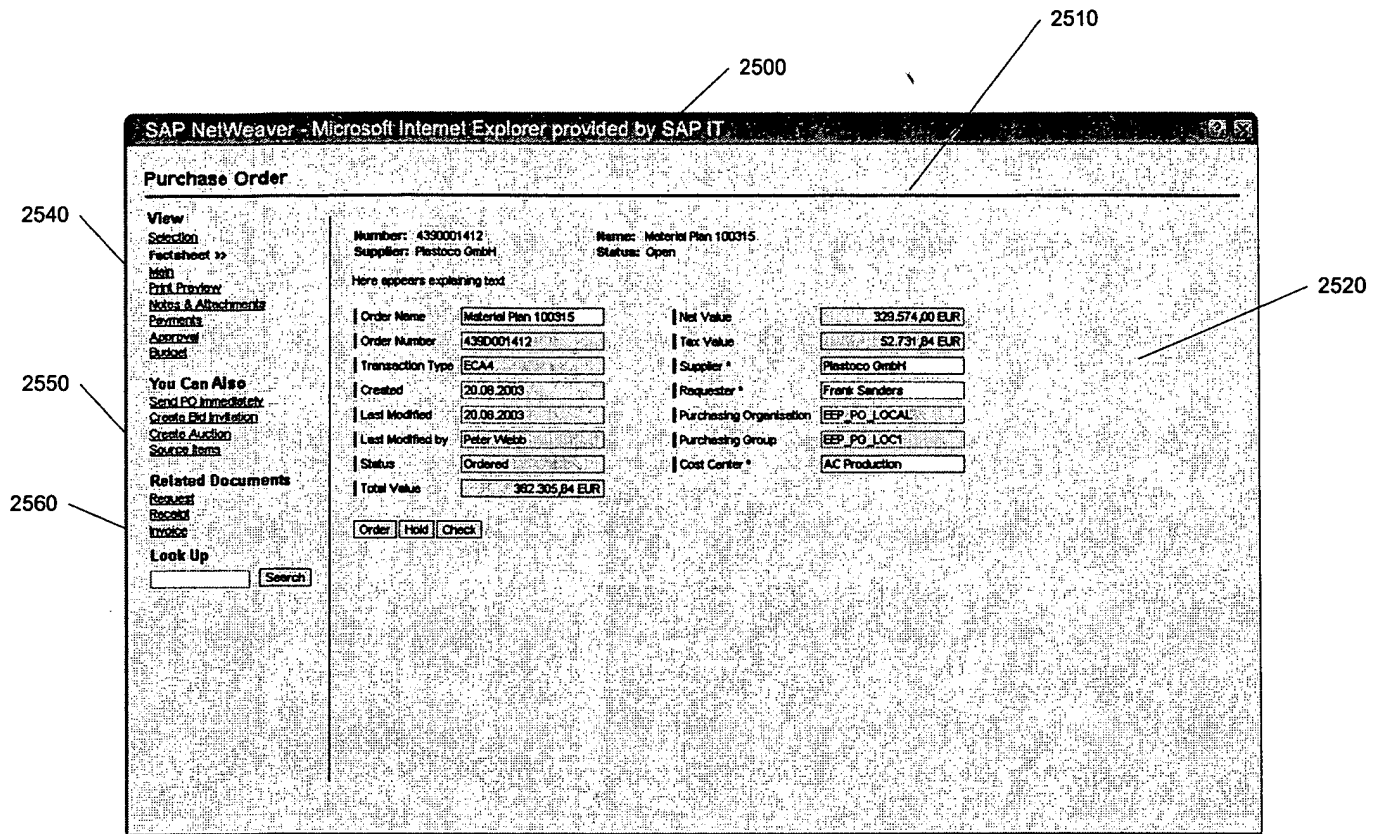 2510
2500
SAP NetWeaver - Microsoft Internet Explorer provided by SAP IT
Purchase Order
2540
View
Selection
Factsheet »
Main
Print Preview
Notes & Attachments
Payments
Approval
Budget
2550
You Can Also
Send PO Immediately
Create Bid Invitation
Create Auction
Source Items
2560
Related Documents
Request
Receipt
Invoice
Look Up
Search
Number: 4390001412 Name: Material Plan 100315
Supplier: Plastoco GmbH Status: Open
Here appears explaining text
2520
Order Name Material Plan 100315 Net Value 329.574,00 EUR
Order Number 439D001412 Tax Value 52.731,84 EUR
Transaction Type ECA4 Supplier * Plastoco GmbH
Created 20.08.2003 Requester * Frank Sanders
Last Modified 20.08.2003 Purchasing Organisation EEP_PO_LOCAL
Last Modified by Peter Webb Purchasing Group EEP_PG_LOC1
Status Ordered Cost Center * AC Production
Total Value 382.305,84 EUR
Order Hold Check